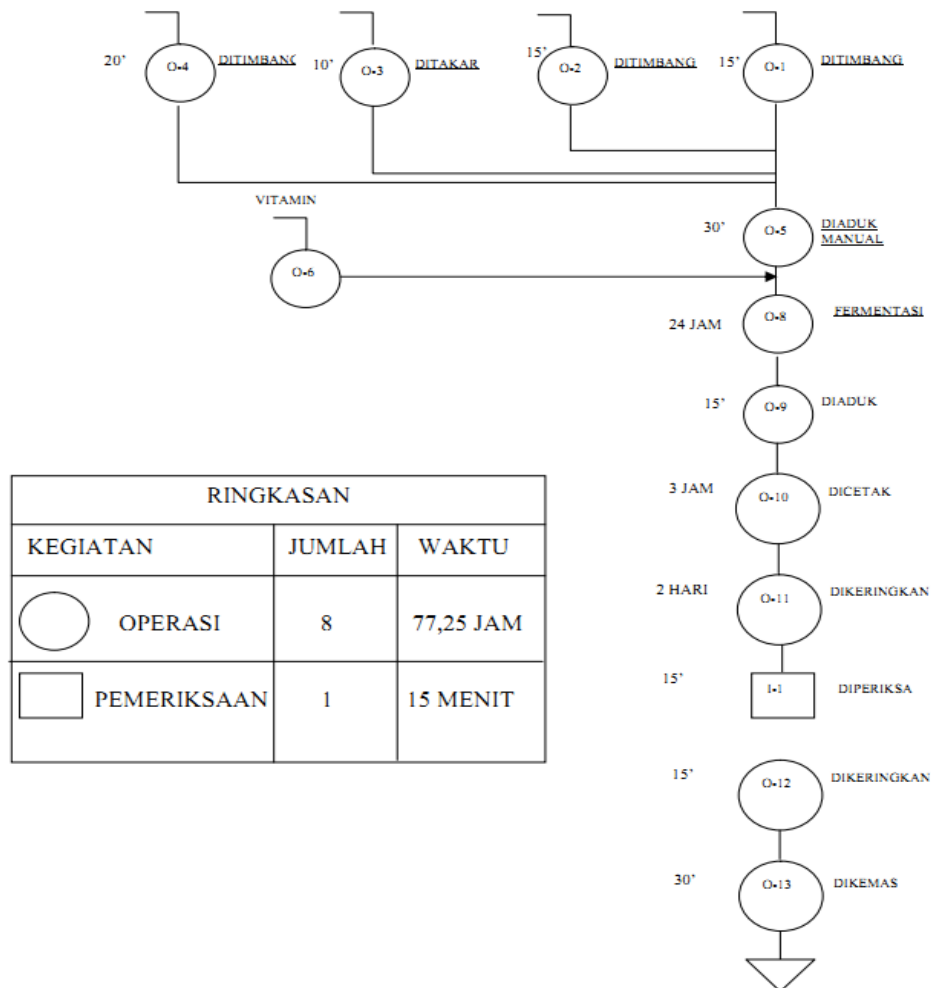 20’
O-4
DITIMBANG
10’
O-3
DITAKAR
15’
O-2
DITIMBANG
15’
O-1
DITIMBANG
VITAMIN
O-6
30’
O-5
DIADUK
MANUAL
24 JAM
O-8
FERMENTASI
15’
O-9
DIADUK
3 JAM
O-10
DICETAK
2 HARI
O-11
DIKERINGKAN
15’
I-1
DIPERIKSA
15’
O-12
DIKERINGKAN
30’
O-13
DIKEMAS
RINGKASAN
KEGIATAN JUMLAH WAKTU
OPERASI 8 77,25 JAM
PEMERIKSAAN 1 15 MENIT